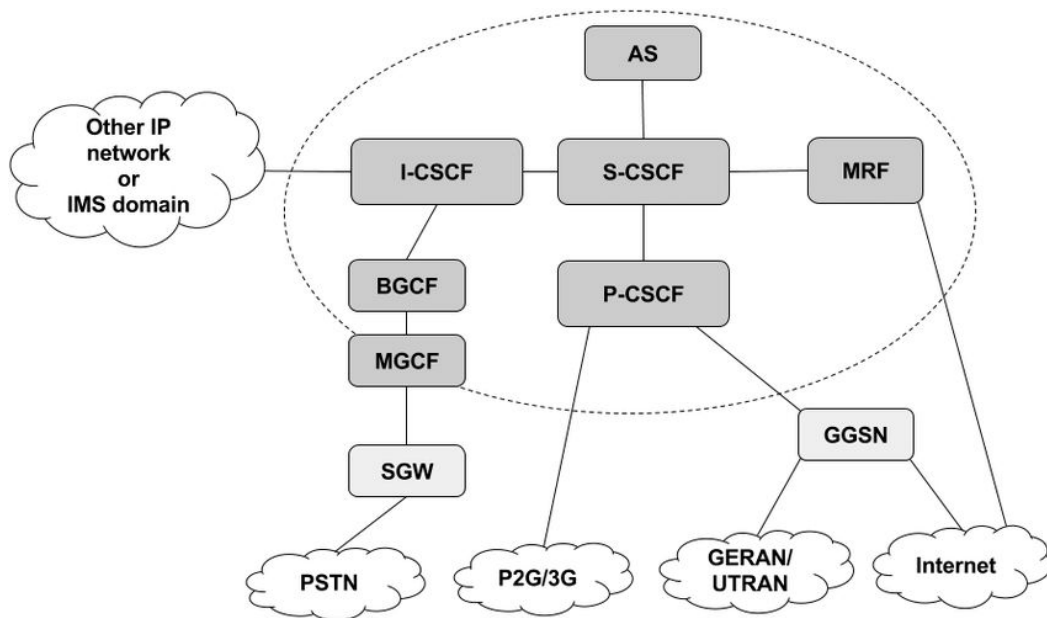 AS
Other IP
network
or
IMS domain
I-CSCF
S-CSCF
MRF
BGCF
P-CSCF
MGCF
GGSN
SGW
PSTN
P2G/3G
GERAN/
UTRAN
Internet